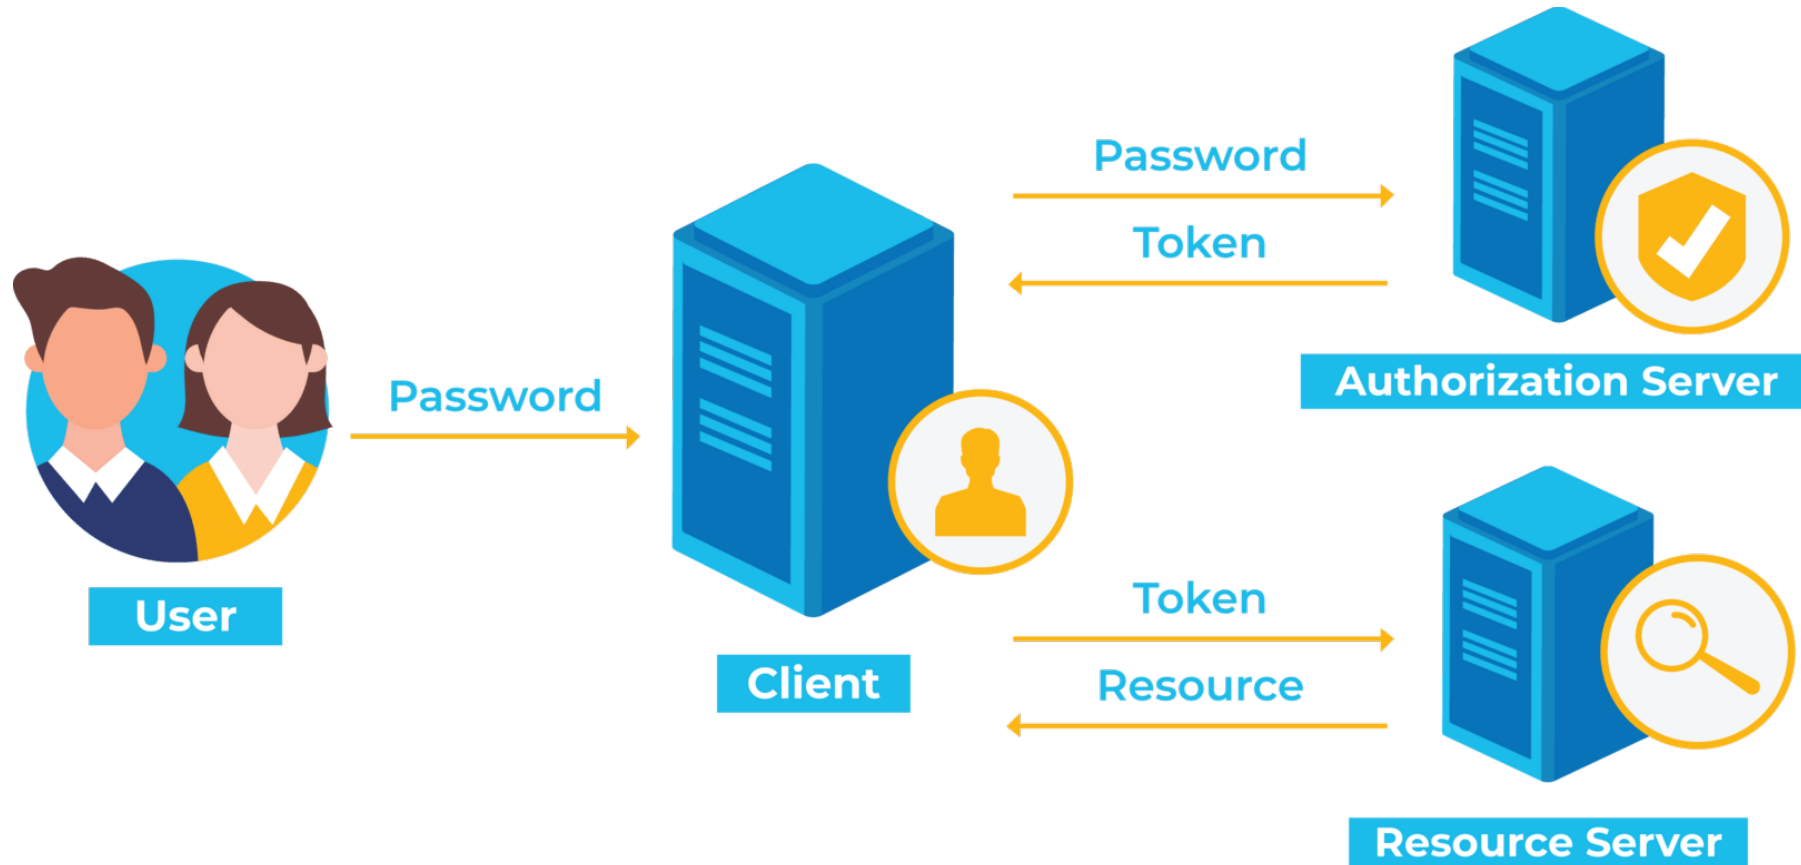 Password
Token
Authorization Server
Password
User
Client
Token
Resource
Resource Server